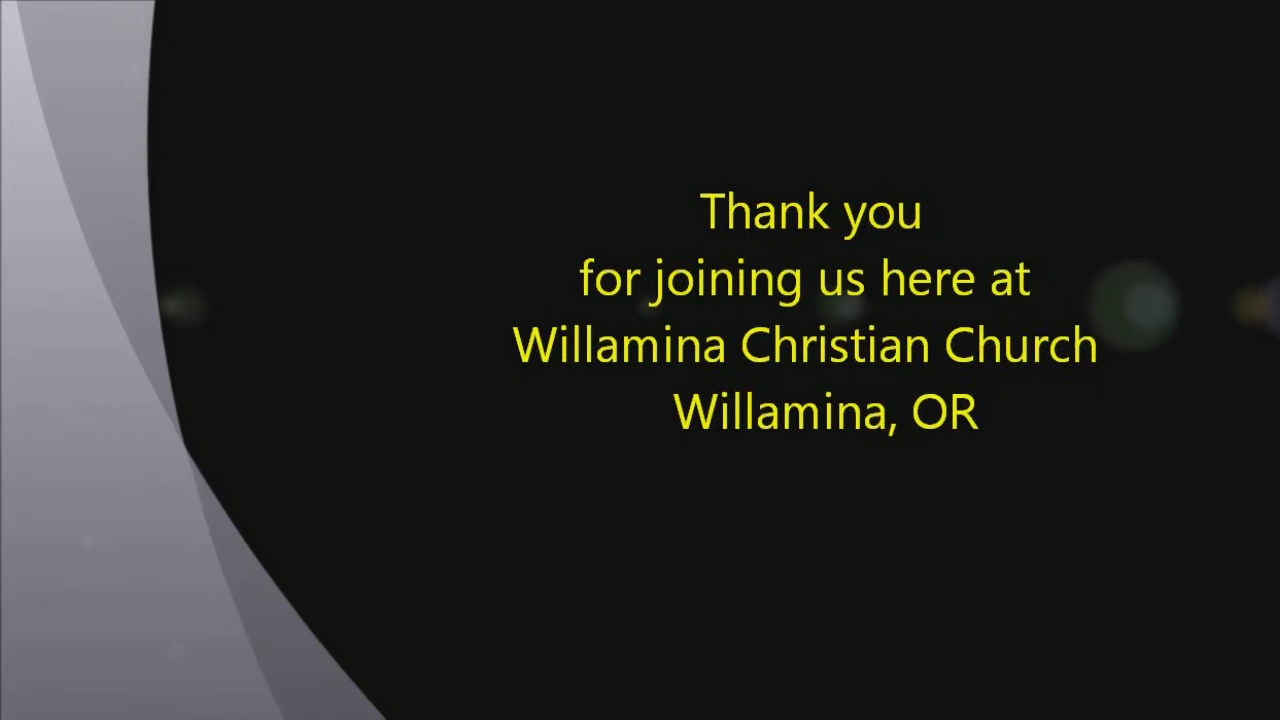 Thank you
for joining us here at
Willamina Christian Church
Willamina, OR